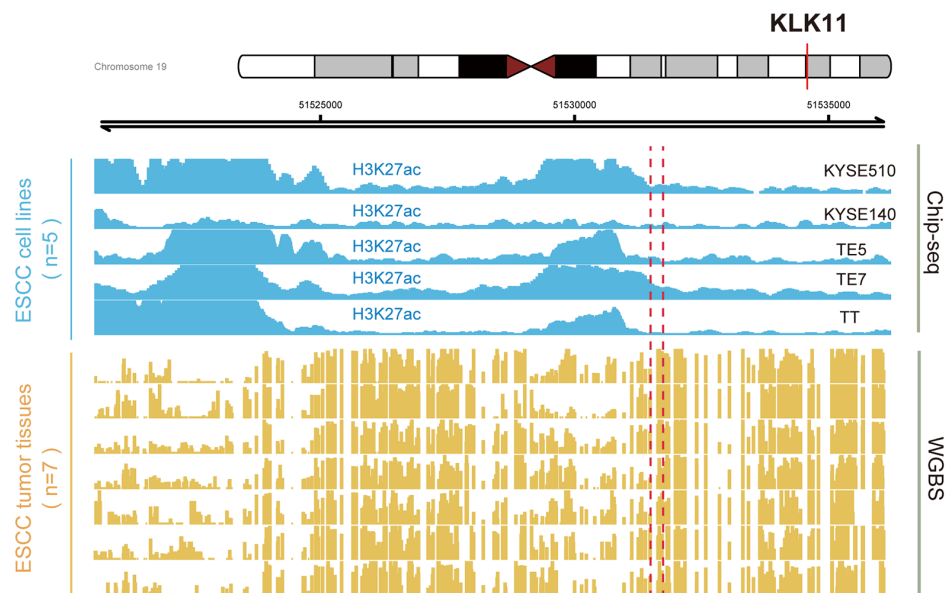 KLK11
Chromosome 19
51525000
51530000
51535000
H3K27ac
KYSE510
H3K27ac
KYSE140
H3K27ac
TE5
H3K27ac
TE7
H3K27ac
TT
ESCC cell lines
( n=5 )
Chip-seq
ESCC tumor tissues
( n=7 )
WGBS